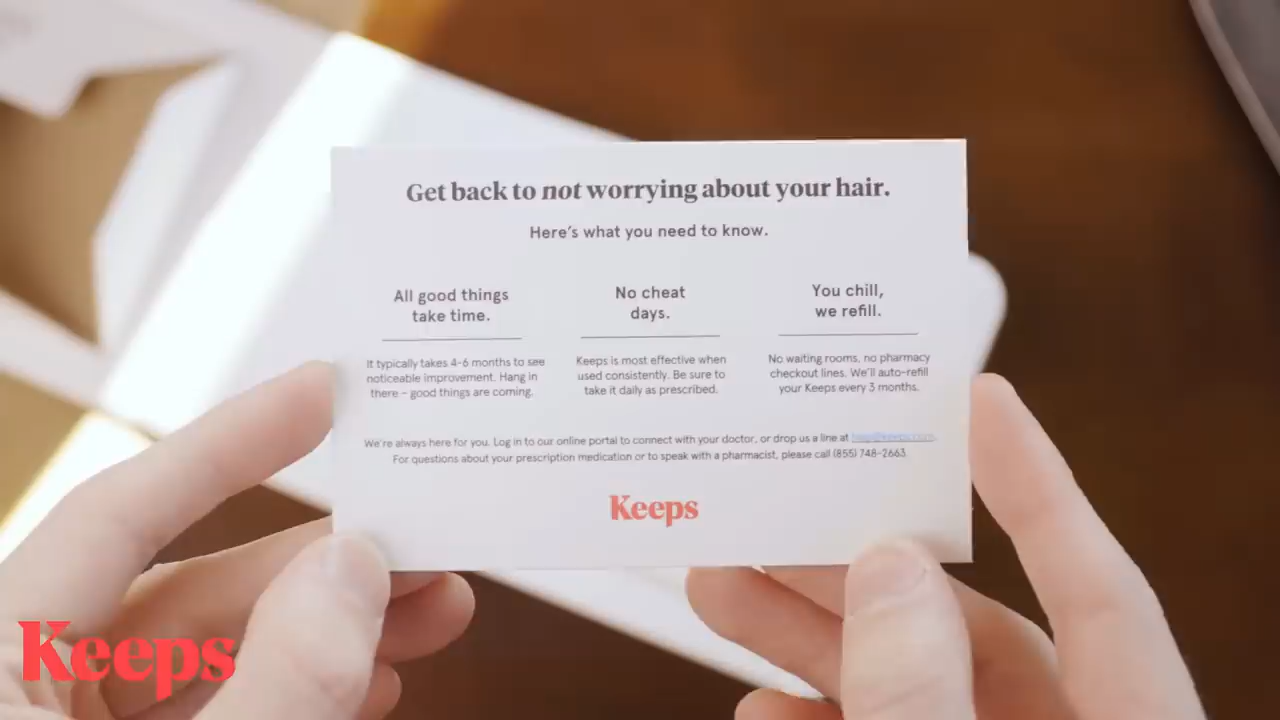 Get back to not worrying about your hair.
Here's what you need to know.
All good things
take time.
It typically takes 4-6 months to see
noticeable improvement. Hang in
there – good things are coming.
No cheat
days.
Keeps is most effective when
used consistently. Be sure to
take it daily as prescribed.
You chill,
we refill.
No waiting rooms, no pharmacy
checkout lines. We'll auto-refill
your Keeps every 3 months.
We're always here for you. Log in to our online portal to connect with your doctor, or drop us a line at help@keeps.com.
For questions about your prescription medication or to speak with a pharmacist, please call (855) 748-2663.
Keeps
Keeps